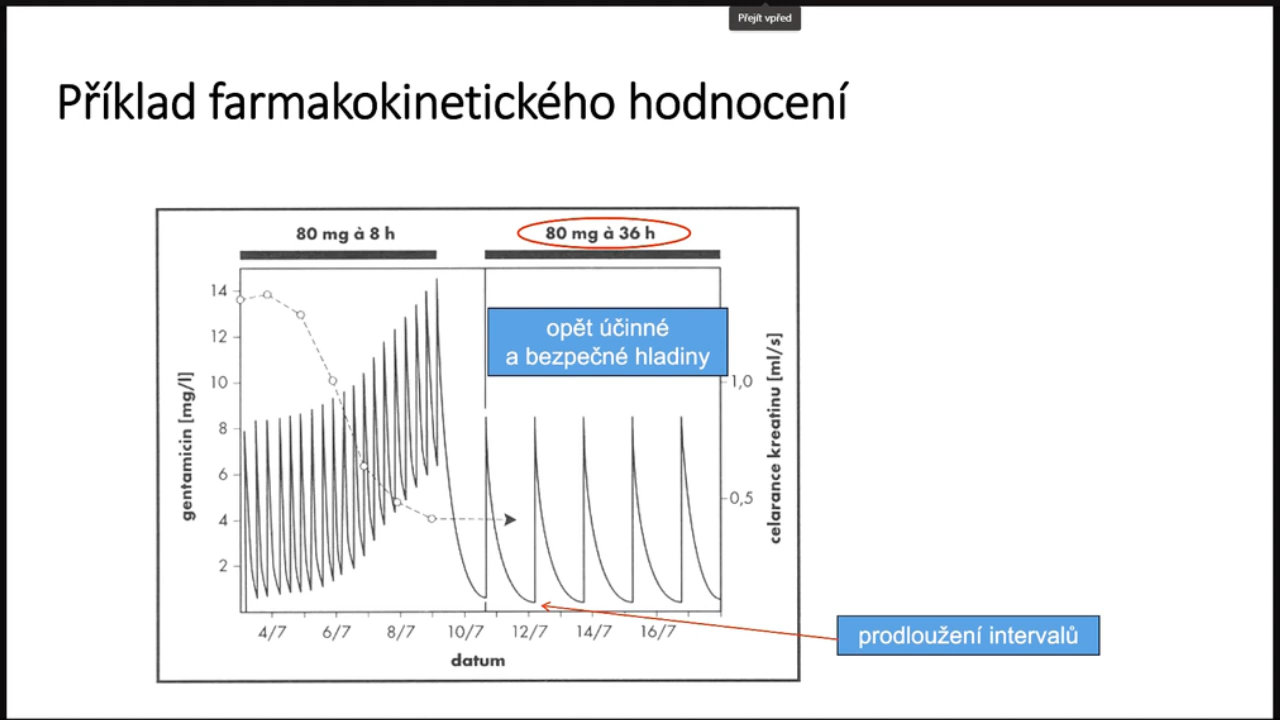 Přejít vpřed
Příklad farmakokinetického hodnocení
80 mg à 8 h
80 mg à 36 h
14
12
10
8
6
4
2
gentamicin [mg/l]
opět účinné
a bezpečné hladiny
1,0
0,5
celarance kreatinu [ml/s]
4/7 6/7 8/7 10/7 12/7 14/7 16/7
datum
prodloužení intervalů